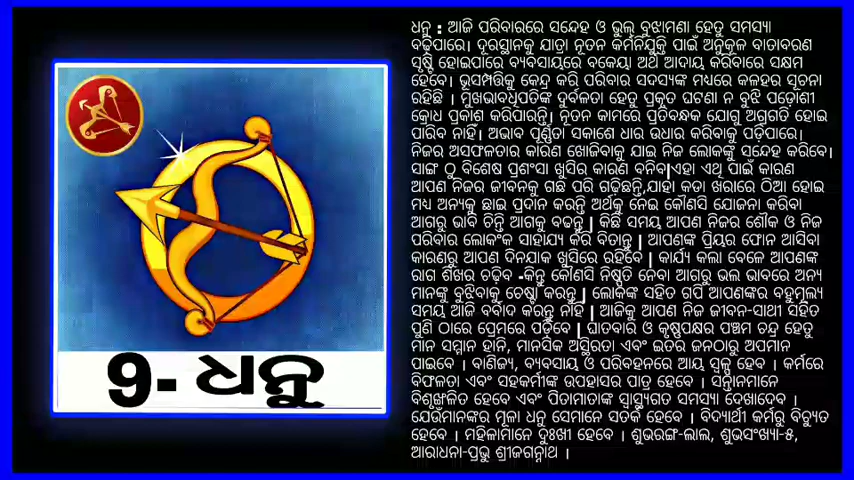 ଧନୁ : ଆଜି ପରିବାରରେ ସନ୍ଦେହ ଓ ଭୁଲ୍ ବୁଝାମଣା ହେତୁ ସମସ୍ୟା
ବଢ଼ିପାରେ। ଦୂରସ୍ଥାନକୁ ଯାତ୍ରା ନୂତନ କର୍ମନିଯୁକ୍ତି ପାଇଁ ଅନୁକୂଳ ବାତାବରଣ
ସୃଷ୍ଟି ହୋଇପାରେ ବ୍ୟବସାୟରେ ବକେୟା ଅର୍ଥ ଆଦାୟ କରିବାରେ ସକ୍ଷମ
ହେବେ। ଭୂସମ୍ପତ୍ତିକୁ କେନ୍ଦ୍ର କରି ପରିବାର ସଦସ୍ୟଙ୍କ ମଧ୍ୟରେ କଳହର ସୂଚନା
ରହିଛି । ମୁଖଭାବଧିପତିଙ୍କ ଦୁର୍ବଳତା ହେତୁ ପ୍ରକୃତ ଘଟଣା ନ ବୁଝି ପଡ଼ୋଶୀ
କ୍ରୋଧ ପ୍ରକାଶ କରିପାରନ୍ତି। ନୂତନ କାମରେ ପ୍ରତିବନ୍ଧକ ଯୋଗୁ ଅଗ୍ରଗତି ହୋଇ
ପାରିବ ନାହିଁ। ଅଭାବ ପୂର୍ଣ୍ଣତା ସକାଶେ ଧାର ଉଧାର କରିବାକୁ ପଡ଼ିପାରେ।
ନିଜର ଅସଫଳତାର କାରଣ ଖୋଜିବାକୁ ଯାଇ ନିଜ ଲୋକଙ୍କୁ ସନ୍ଦେହ କରିବେ।
ସାଙ୍ଗ ଠୁ ବିଶେଷ ପ୍ରଶଂସା ଖୁସିର କାରଣ ବନିବ|ଏହା ଏଥି ପାଇଁ କାରଣ
ଆପଣ ନିଜର ଜୀବନକୁ ଗଛ ପରି ଗଢ଼ିଛନ୍ତି,ଯାହା କଡା ଖରାରେ ଠିଆ ହୋଇ
ମଧ୍ୟ ଅନ୍ୟକୁ ଛାଇ ପ୍ରଦାନ କରନ୍ତି ଅର୍ଥକୁ ନେଇ କୌଣସି ଯୋଜନା କରିବା
ଆଗରୁ ଭାବି ଚିନ୍ତି ଆଗକୁ ବଢନ୍ତୁ | କିଛି ସମୟ ଆପଣ ନିଜର ଶୌକ ଓ ନିଜ
ପରିବାର ଲୋକଂକ ସାହାଯ୍ୟ କରି ବିତାନ୍ତୁ | ଆପଣଙ୍କ ପ୍ରିୟର ଫୋନ ଆସିବା
କାରଣରୁ ଆପଣ ଦିନଯାକ ଖୁସିରେ ରହିବେ | କାର୍ଯ୍ୟ କଲା ବେଳେ ଆପଣଙ୍କ
ରାଗ ଶିଖର ଚଢ଼ିବ -କିନ୍ତୁ କୌଣସି ନିଷ୍ପତି ନେବା ଆଗରୁ ଭଲ ଭାବରେ ଅନ୍ୟ
ମାନଙ୍କୁ ବୁଝିବାକୁ ଚେଷ୍ଟା କରନ୍ତୁ | ଲୋକଙ୍କ ସହିତ ଗପି ଆପଣଙ୍କର ବହୁମୂଲ୍ୟ
ସମୟ ଆଜି ବର୍ବାଦ କରନ୍ତୁ ନାହିଁ | ଆଜିକୁ ଆପଣ ନିଜ ଜୀବନ-ସାଥୀ ସହିତ
ପୁଣି ଠାରେ ପ୍ରେମରେ ପଡ଼ିବେ | ଘାତବାର ଓ କୃଷ୍ଣପକ୍ଷର ପଞ୍ଚମ ଚନ୍ଦ୍ର ହେତୁ
ମାନ ସମ୍ମାନ ହାନି, ମାନସିକ ଅସ୍ଥିରତା ଏବଂ ଇତର ଜନଠାରୁ ଅପମାନ
ପାଇବେ । ବାଣିଜ୍ୟ, ବ୍ୟବସାୟ ଓ ପରିବହନରେ ଆୟ ସ୍ୱଳ୍ପ ହେବ । କର୍ମରେ
ବିଫଳତା ଏବଂ ସହକର୍ମୀଙ୍କ ଉପହାସର ପାତ୍ର ହେବେ । ସନ୍ତାନମାନେ
ବିଶୃଙ୍ଖଳିତ ହେବେ ଏବଂ ପିତାମାତାଙ୍କ ସ୍ୱାସ୍ଥ୍ୟଗତ ସମସ୍ୟା ଦେଖାଦେବ ।
ଯେଉଁମାନଙ୍କର ମୂଳା ଧନୁ ସେମାନେ ସତର୍କ ହେବେ । ବିଦ୍ୟାର୍ଥୀ କର୍ମରୁ ବିଚ୍ୟୁତ
ହେବେ । ମହିଳାମାନେ ଦୁଃଖୀ ହେବେ । ଶୁଭରଙ୍ଗ-ଲାଲ, ଶୁଭସଂଖ୍ୟା-୫,
ଆରାଧନା-ପ୍ରଭୁ ଶ୍ରୀଜଗନ୍ନାଥ ।
9- ଧନୁ